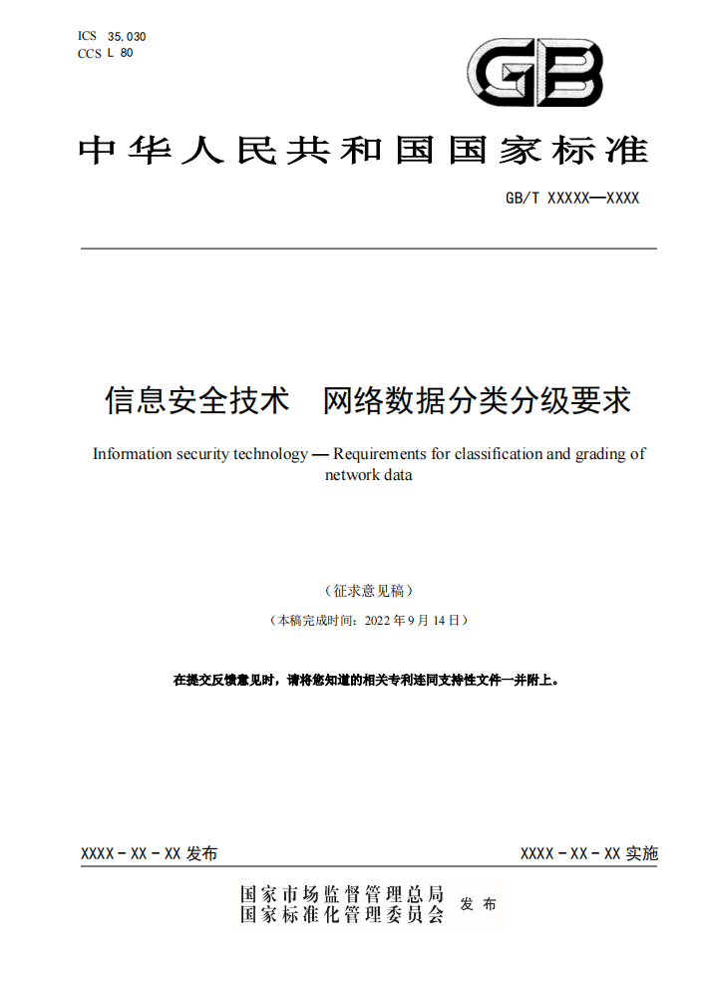 ICS 35.030
CCS L 80
GB
中华人民共和国国家标准
GB/T XXXXX—XXXX
信息安全技术 网络数据分类分级要求
Information security technology — Requirements for classification and grading of
network data
（征求意见稿）
（本稿完成时间：2022 年 9 月 14 日）
在提交反馈意见时，请将您知道的相关专利连同支持性文件一并附上。
XXXX－XX－XX 发布
XXXX－XX－XX 实施
国家市场监督管理总局
国家标准化管理委员会
发 布